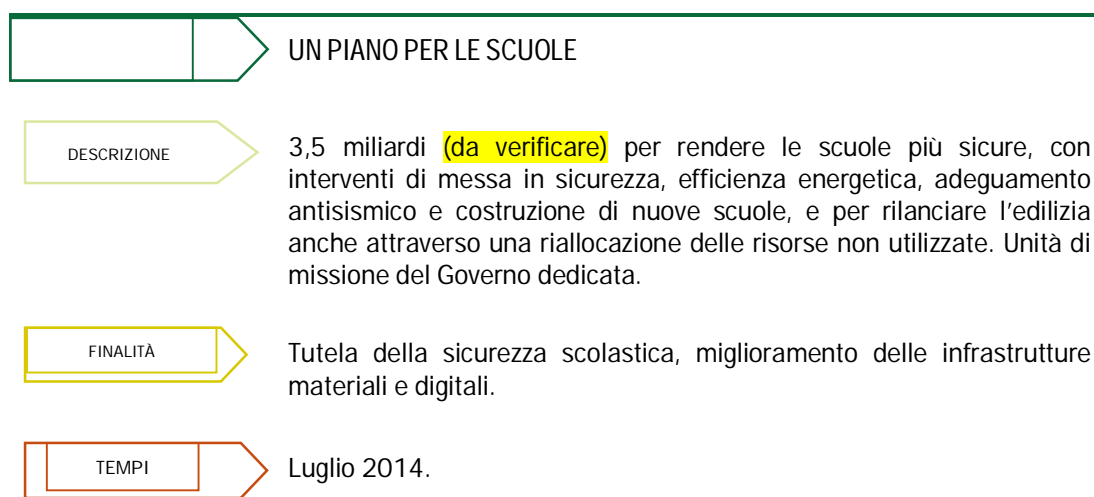 UN PIANO PER LE SCUOLE
DESCRIZIONE
3,5 miliardi (da verificare) per rendere le scuole più sicure, con
interventi di messa in sicurezza, efficienza energetica, adeguamento
antisismico e costruzione di nuove scuole, e per rilanciare l'edilizia
anche attraverso una riallocazione delle risorse non utilizzate. Unità di
missione del Governo dedicata.
FINALITÀ
Tutela della sicurezza scolastica, miglioramento delle infrastrutture
materiali e digitali.
TEMPI
Luglio 2014.